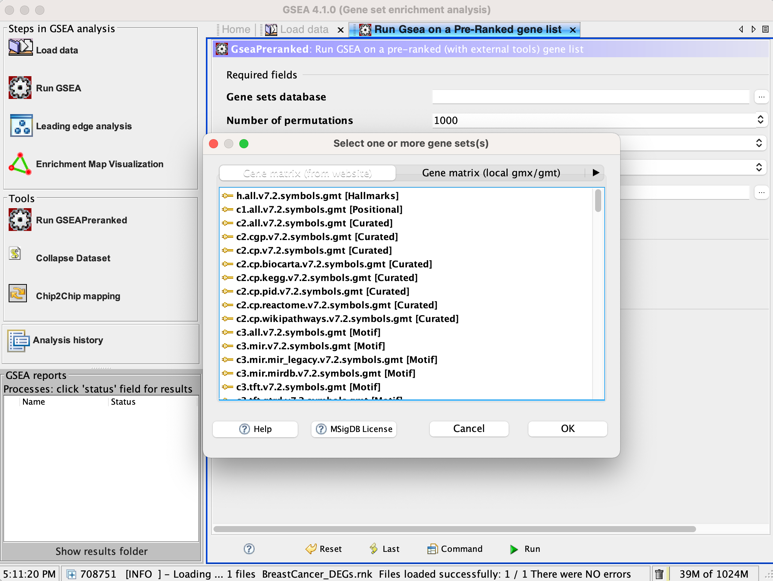 GSEA 4.1.0 (Gene set enrichment analysis)
Steps in GSEA analysis
Load data
Run GSEA
Leading edge analysis
Enrichment Map Visualization
Tools
Run GSEAPreranked
Collapse Dataset
Chip2Chip mapping
Analysis history
GSEA reports
Processes: click 'status' field for results
Name Status
Show results folder
Home Load data × Run Gsea on a Pre-Ranked gene list ×
GseaPreranked: Run GSEA on a pre-ranked (with external tools) gene list
Required fields
Gene sets database ...
Number of permutations 1000
...
Select one or more gene sets(s)
Gene matrix (from website) Gene matrix (local gmx/gmt)
h.all.v7.2.symbols.gmt [Hallmarks]
c1.all.v7.2.symbols.gmt [Positional]
c2.all.v7.2.symbols.gmt [Curated]
c2.cgp.v7.2.symbols.gmt [Curated]
c2.cp.v7.2.symbols.gmt [Curated]
c2.cp.biocarta.v7.2.symbols.gmt [Curated]
c2.cp.kegg.v7.2.symbols.gmt [Curated]
c2.cp.pid.v7.2.symbols.gmt [Curated]
c2.cp.reactome.v7.2.symbols.gmt [Curated]
c2.cp.wikipathways.v7.2.symbols.gmt [Curated]
c3.all.v7.2.symbols.gmt [Motif]
c3.mir.v7.2.symbols.gmt [Motif]
c3.mir.mir_legacy.v7.2.symbols.gmt [Motif]
c3.mir.mirdb.v7.2.symbols.gmt [Motif]
c3.tft.v7.2.symbols.gmt [Motif]
c3.tft.gtrd.v7.2.symbols.gmt [Motif]
? Help ? MSigDB License Cancel OK
? Reset Last Command Run
5:11:20 PM 708751 [INFO ] - Loading ... 1 files BreastCancer_DEGs.rnk Files loaded successfully: 1 / 1 There were NO errors 39M of 1024M